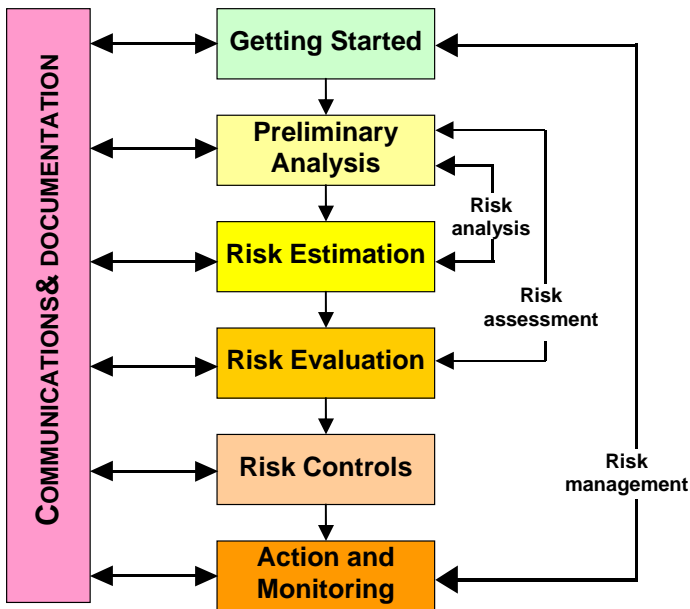 COMMUNICATIONS& DOCUMENTATION
Getting Started
Preliminary
Analysis
Risk
analysis
Risk Estimation
Risk
assessment
Risk Evaluation
Risk Controls
Risk
management
Action and
Monitoring